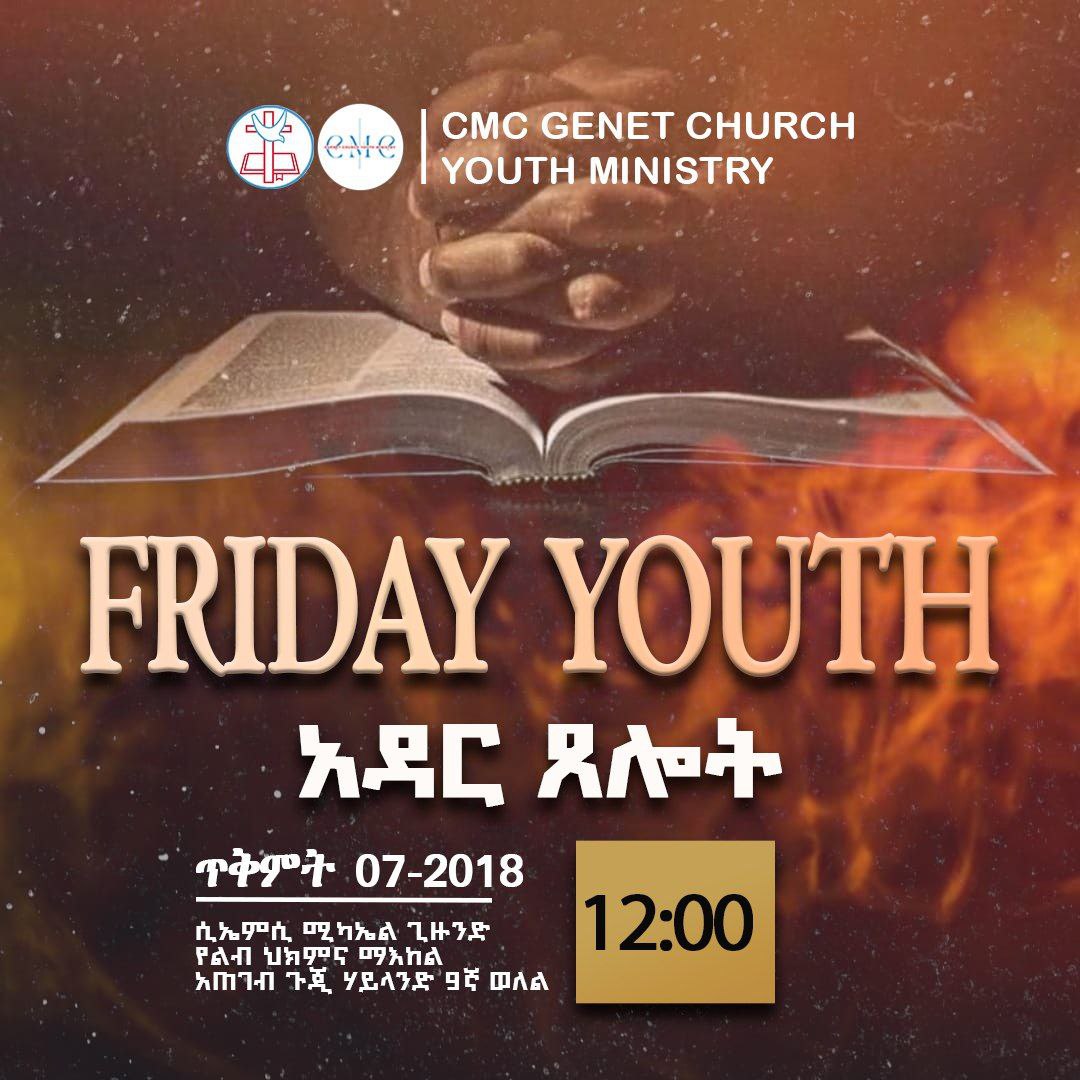 CMC GENET CHURCH
YOUTH MINISTRY
CMC
FRIDAY YOUTH
አዳር ጸሎት
ጥቅምት 07-2018
12:00
ሲኤምሲ ሚካኤል ጊዙንድ
የልብ ህክምና ማእከል
አጠገብ ጉጂ ሃይላንድ 9ኛ ወለል